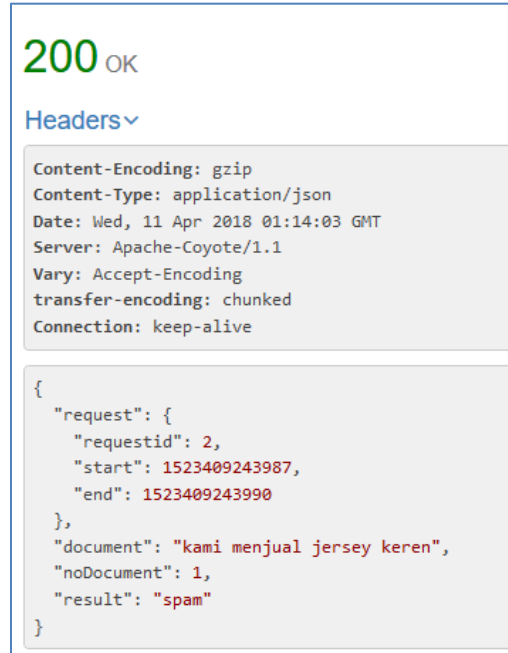 200 OK
Headers
Content-Encoding: gzip
Content-Type: application/json
Date: Wed, 11 Apr 2018 01:14:03 GMT
Server: Apache-Coyote/1.1
Vary: Accept-Encoding
transfer-encoding: chunked
Connection: keep-alive
{
  "request": {
    "requestid": 2,
    "start": 1523409243987,
    "end": 1523409243990
  },
  "document": "kami menjual jersey keren",
  "noDocument": 1,
  "result": "spam"
}